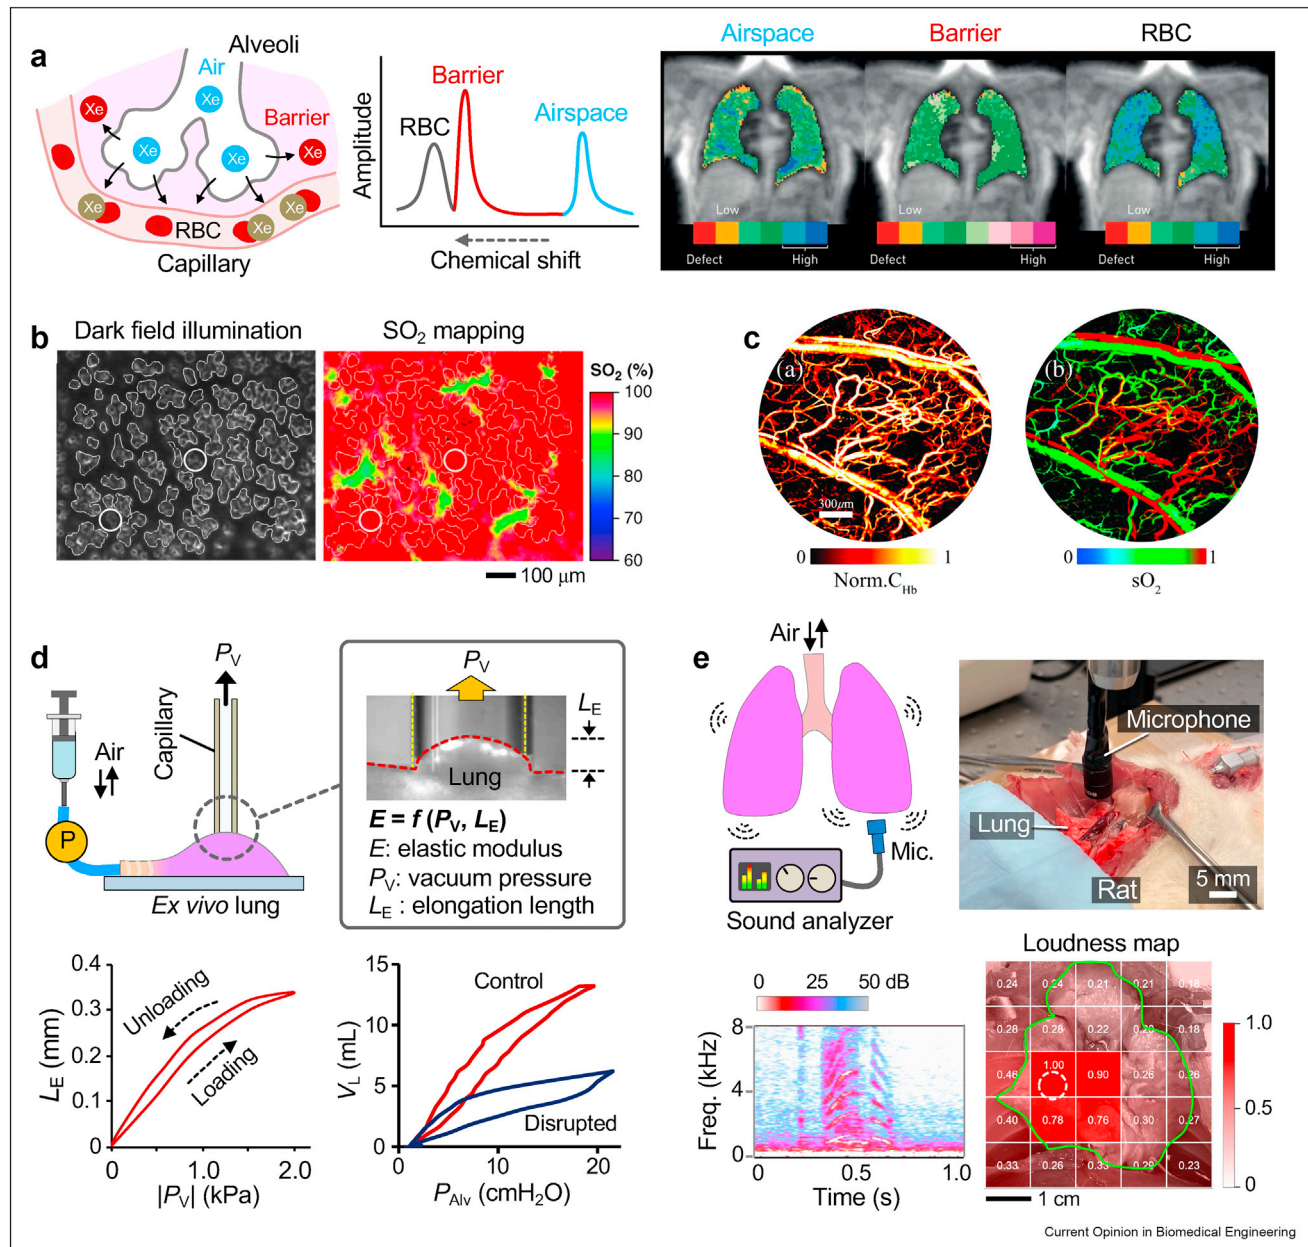 a
Alveoli
Air
Xe
Xe
Xe
Barrier
Xe
Xe
Xe
Xe
RBC
Capillary
Amplitude
RBC
Barrier
Airspace
Chemical shift
Airspace
Barrier
RBC
Low
Low
Low
Defect
High
Defect
High
Defect
High
b
Dark field illumination
SO2 mapping
SO2 (%)
100
90
80
70
60
100 µm
c
(a)
300µm
0
1
Norm.C_Hb
(b)
0
1
sO2
d
PV
Capillary
Air
P
Ex vivo lung
PV
LE
Lung
E = f (PV, LE)
E: elastic modulus
PV: vacuum pressure
LE : elongation length
LE (mm)
0.4
0.3
0.2
0.1
0
Unloading
Loading
0
1.0
2.0
|PV| (kPa)
VL (mL)
15
10
5
0
Control
Disrupted
0
10
20
PAlv (cmH2O)
e
Air
Mic.
Sound analyzer
Microphone
Lung
Rat
5 mm
0
25
50 dB
Freq. (kHz)
8
4
0
0
0.5
1.0
Time (s)
Loudness map
0.24 0.24 0.21 0.21 0.18
0.28 0.28 0.22 0.18
0.46 1.00 0.90 0.26 0.26
0.40 0.78 0.76 0.30 0.27
0.33 0.26 0.23
1.0
0.5
0
1 cm
Current Opinion in Biomedical Engineering